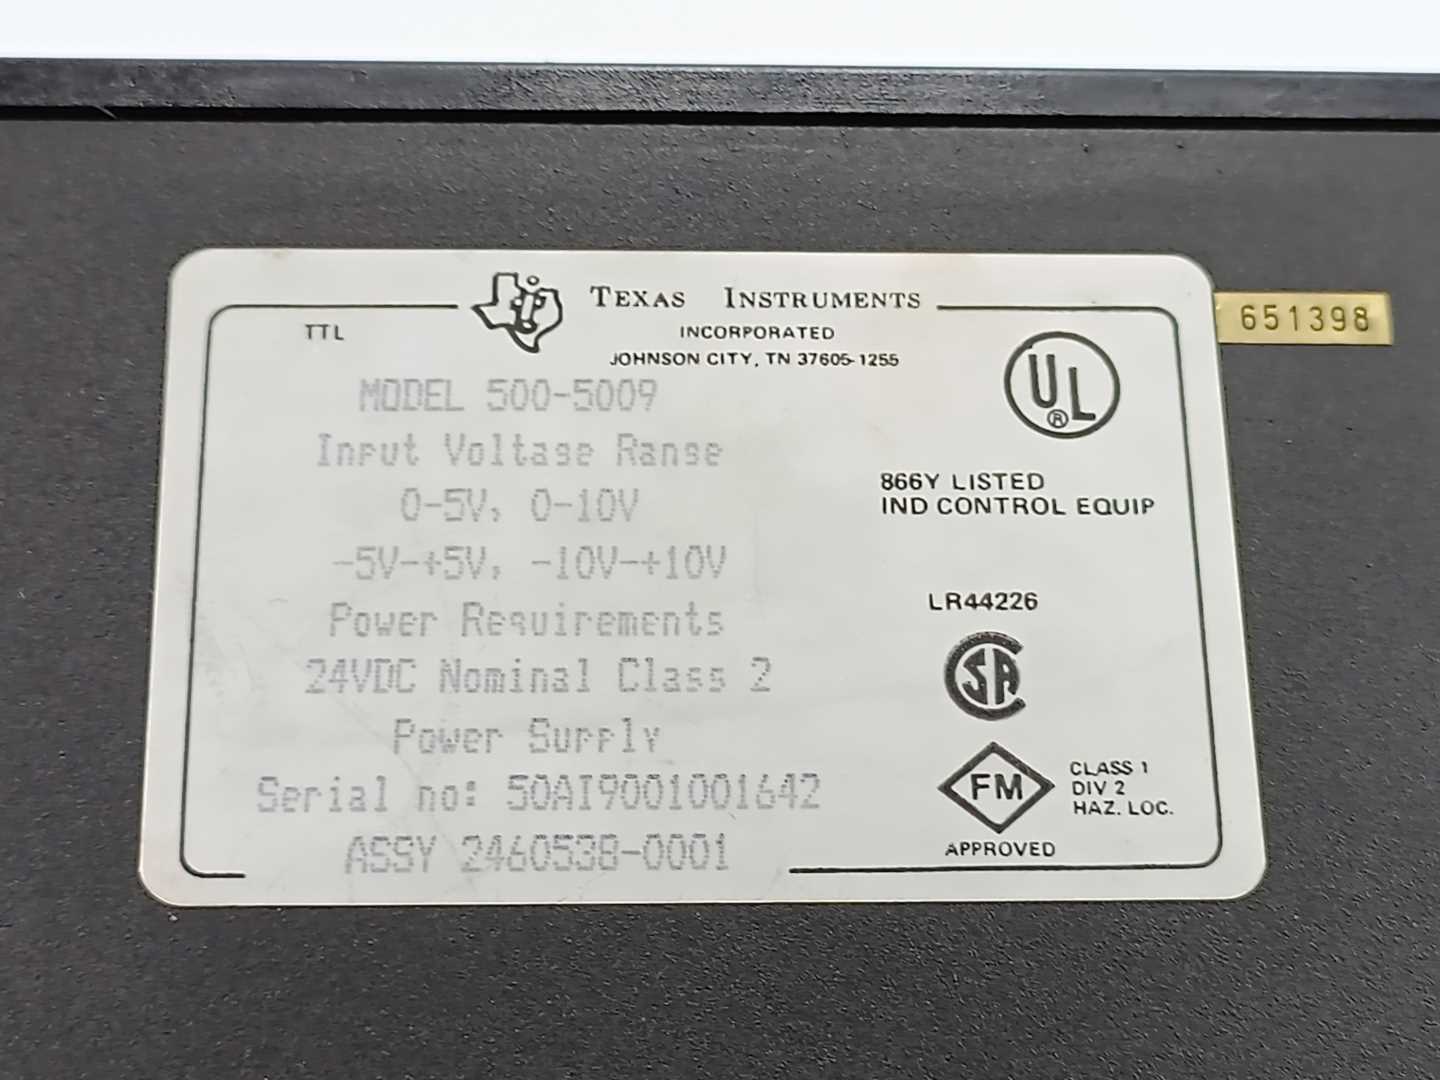 TEXAS INSTRUMENTS
INCORPORATED
JOHNSON CITY, TN 37605-1255
TTL
651398
MODEL 500-5009
Input Voltage Range
0-5V, 0-10V
-5V-+5V, -10V-+10V
Power Requirements
24VDC Nominal Class 2
Power Supply
Serial no: 50AI9001001642
ASSY 2460538-0001
UL
®
866Y LISTED
IND CONTROL EQUIP
LR44226
SA
FM
CLASS 1
DIV 2
HAZ. LOC.
APPROVED